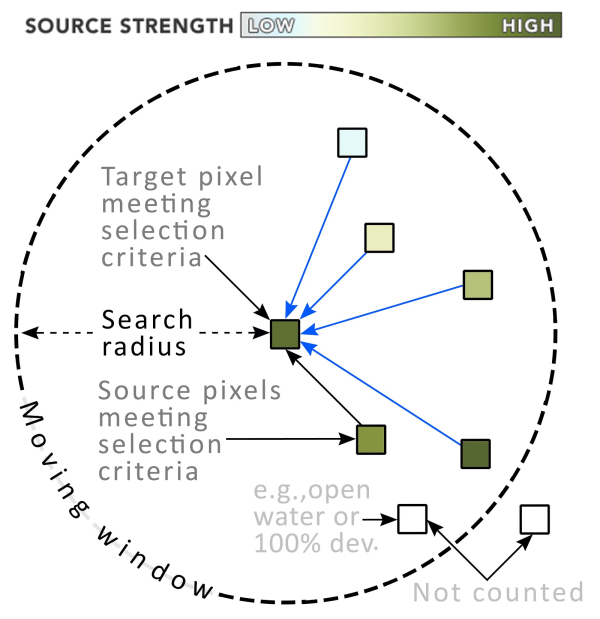 SOURCE STRENGTH LOW HIGH
Target pixel
meeting
selection
criteria
Search
radius
Source pixels
meeting
selection
criteria
Moving window
e.g.,open
water or
100% dev.
Not counted